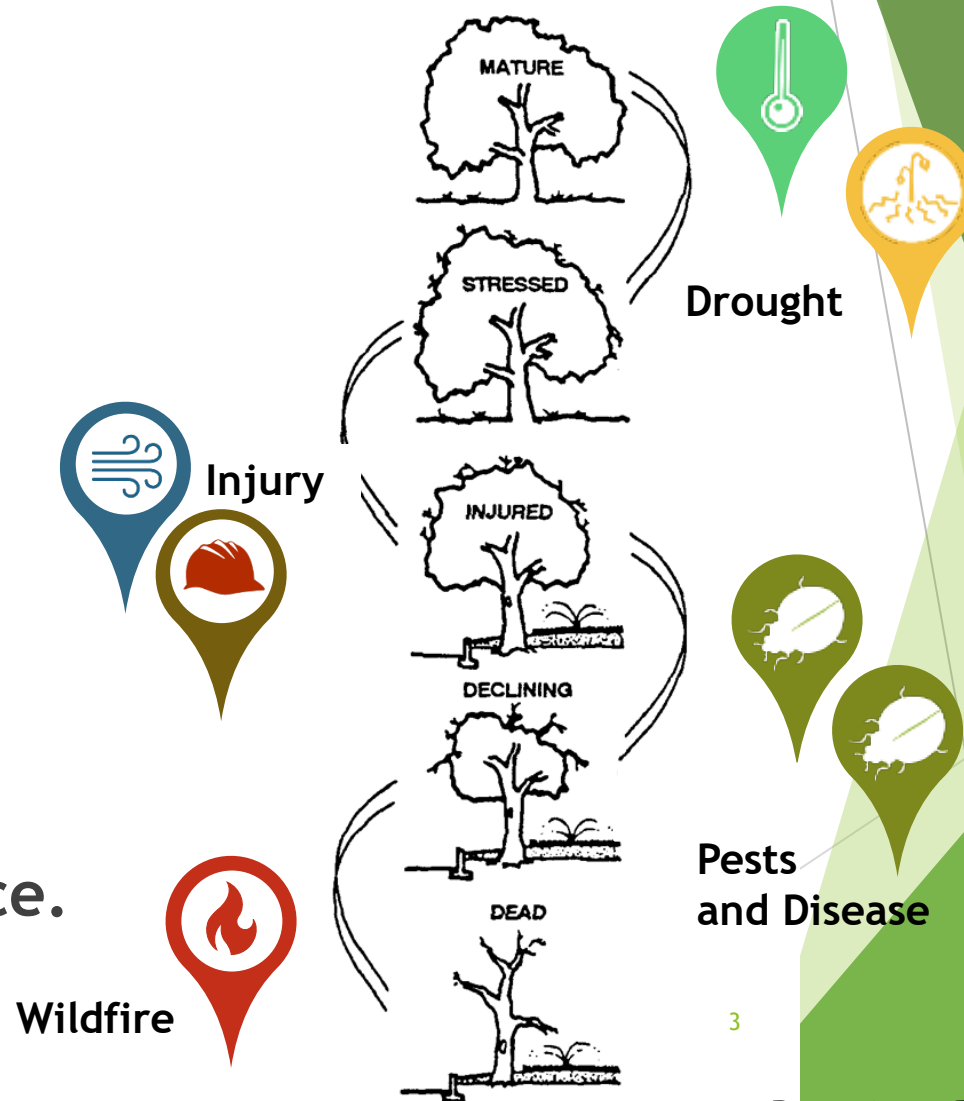 MATURE
STRESSED
Drought
Injury
INJURED
DECLINING
Pests
and Disease
ce.
DEAD
Wildfire
3